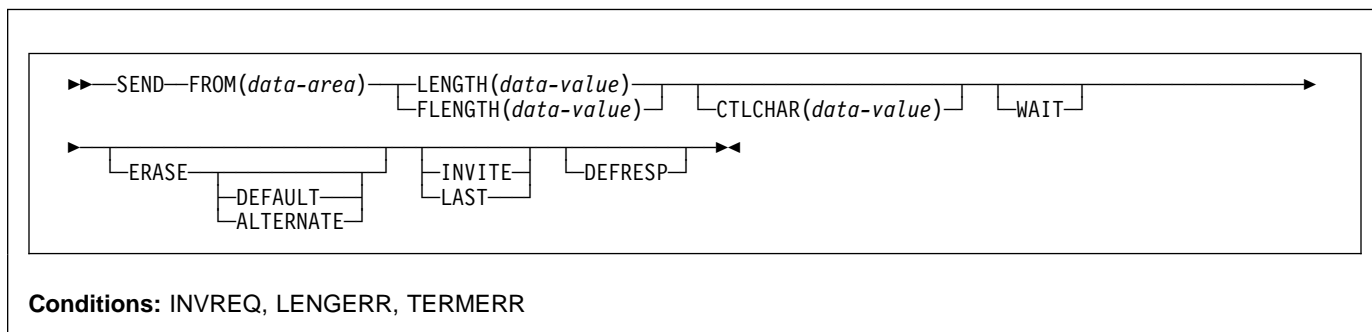 SEND FROM(data-area) LENGTH(data-value)
FLENGTH(data-value) CTLCHAR(data-value) WAIT
ERASE INVITE DEFRESP
DEFAULT LAST
ALTERNATE
Conditions: INVREQ, LENGERR, TERMERR